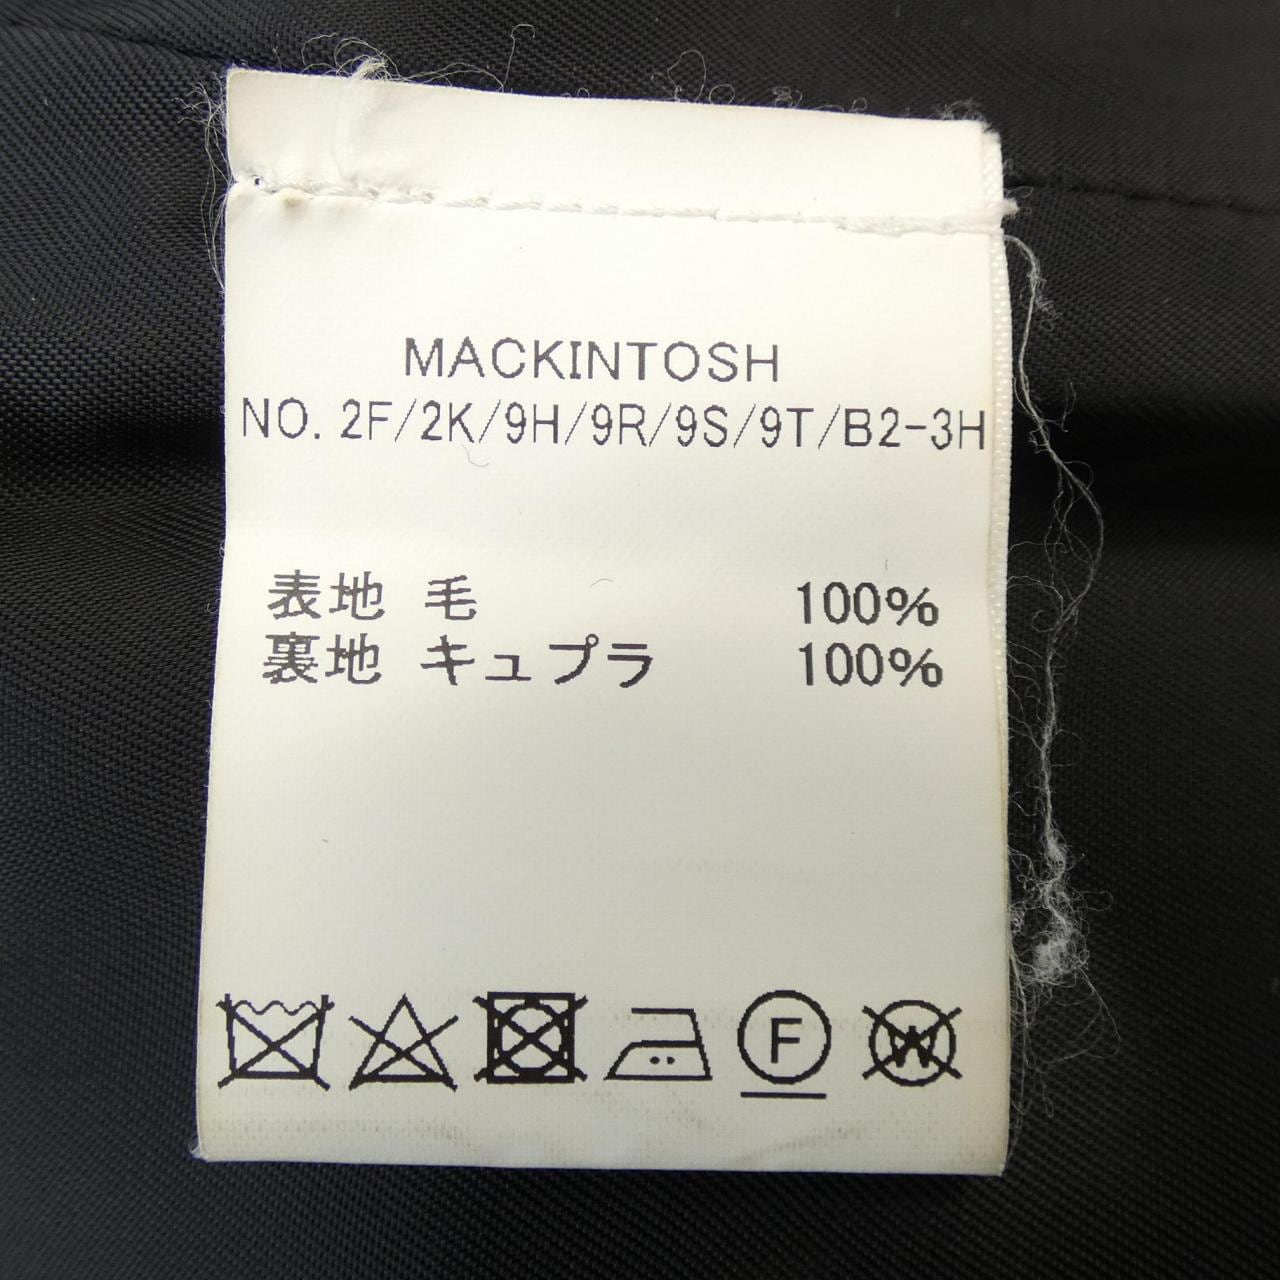 MACKINTOSH
NO. 2F/2K/9H/9R/9S/9T/B2-3H
表地 毛 100%
裏地 キュプラ 100%
F W